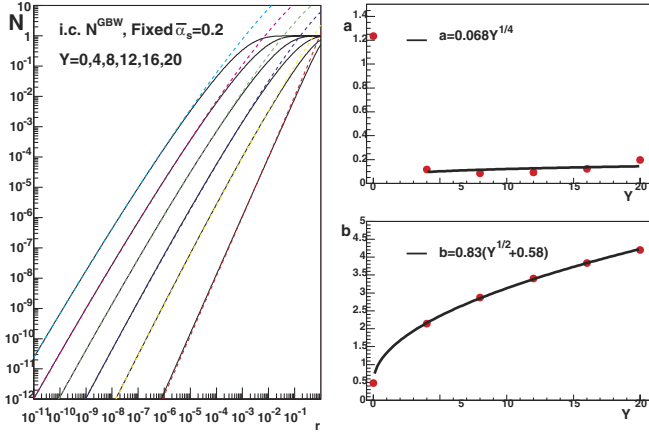 N
i.c. N^GBW, Fixed α̅s=0.2
Y=0,4,8,12,16,20
10
1
10^-1
10^-2
10^-3
10^-4
10^-5
10^-6
10^-7
10^-8
10^-9
10^-10
10^-11
10^-12
10^-11 10^-10 10^-9 10^-8 10^-7 10^-6 10^-5 10^-4 10^-3 10^-2 10^-1
r
a
a=0.068Y^1/4
1.4
1.2
1
0.8
0.6
0.4
0.2
0
0 5 10 15 20
Y
b
b=0.83(Y^1/2+0.58)
5
4.5
4
3.5
3
2.5
2
1.5
1
0.5
0
0 5 10 15 20
Y